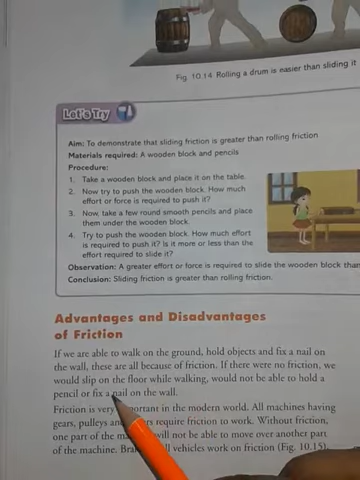 Fig. 10.14 Rolling a drum is easier than sliding it
Let's Try
Aim: To demonstrate that sliding friction is greater than rolling friction
Materials required: A wooden block and pencils
Procedure:
1. Take a wooden block and place it on the table.
2. Now try to push the wooden block. How much
effort or force is required to push it?
3. Now, take a few round smooth pencils and place
them under the wooden block.
4. Try to push the wooden block. How much effort
is required to push it? Is it more or less than the
effort required to slide it?
Observation: A greater effort or force is required to slide the wooden block than
Conclusion: Sliding friction is greater than rolling friction.
Advantages and Disadvantages
of Friction
If we are able to walk on the ground, hold objects and fix a nail on
the wall, these are all because of friction. If there were no friction, we
would slip on the floor while walking, would not be able to hold a
pencil or fix a nail on the wall.
Friction is very important in the modern world. All machines having
gears, pulleys and require friction to work. Without friction,
one part of the will not be able to move over another part
of the machine. vehicles work on friction (Fig. 10.15).